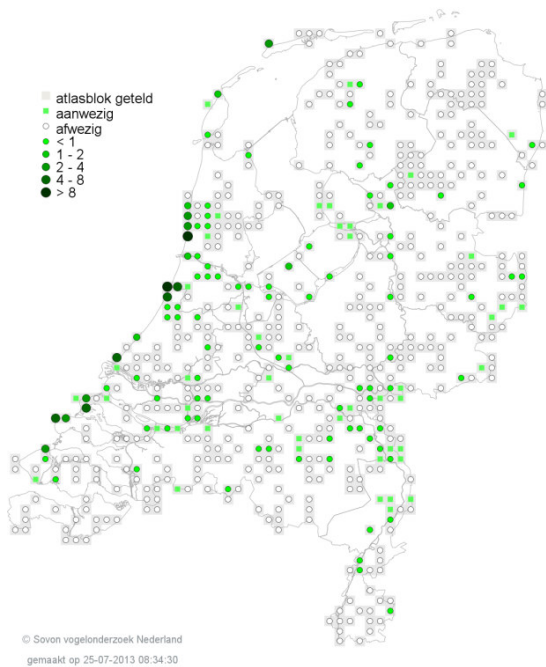 atlasblok geteld
aanwezig
afwezig
< 1
1 - 2
2 - 4
4 - 8
> 8
© Sovon vogelonderzoek Nederland
gemaakt op 25-07-2013 08:34:30